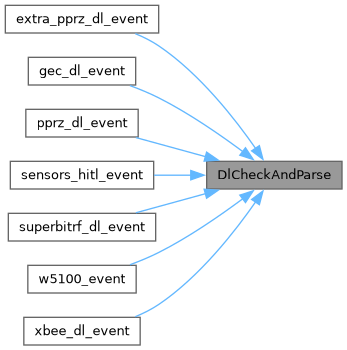 extra_pprz_dl_event
gec_dl_event
pprz_dl_event
sensors_hitl_event
DlCheckAndParse
superbitrf_dl_event
w5100_event
xbee_dl_event